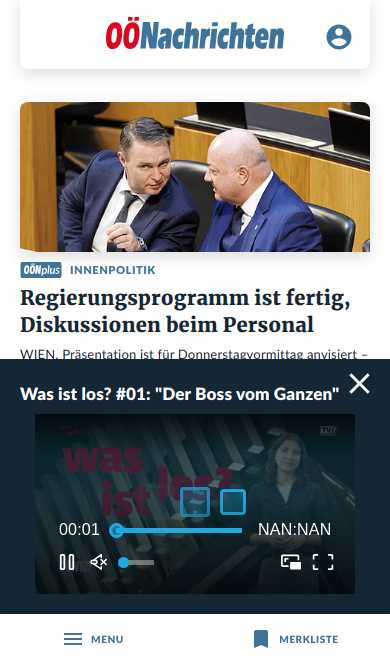 OÖNachrichten
OÖNplus INNENPOLITIK
Regierungsprogramm ist fertig,
Diskussionen beim Personal
WIEN. Präsentation ist für Donnerstagvormittag anvisiert –
Was ist los? #01: "Der Boss vom Ganzen"
was
ist los?
00:01 NAN:NAN
MENU MERKLISTE